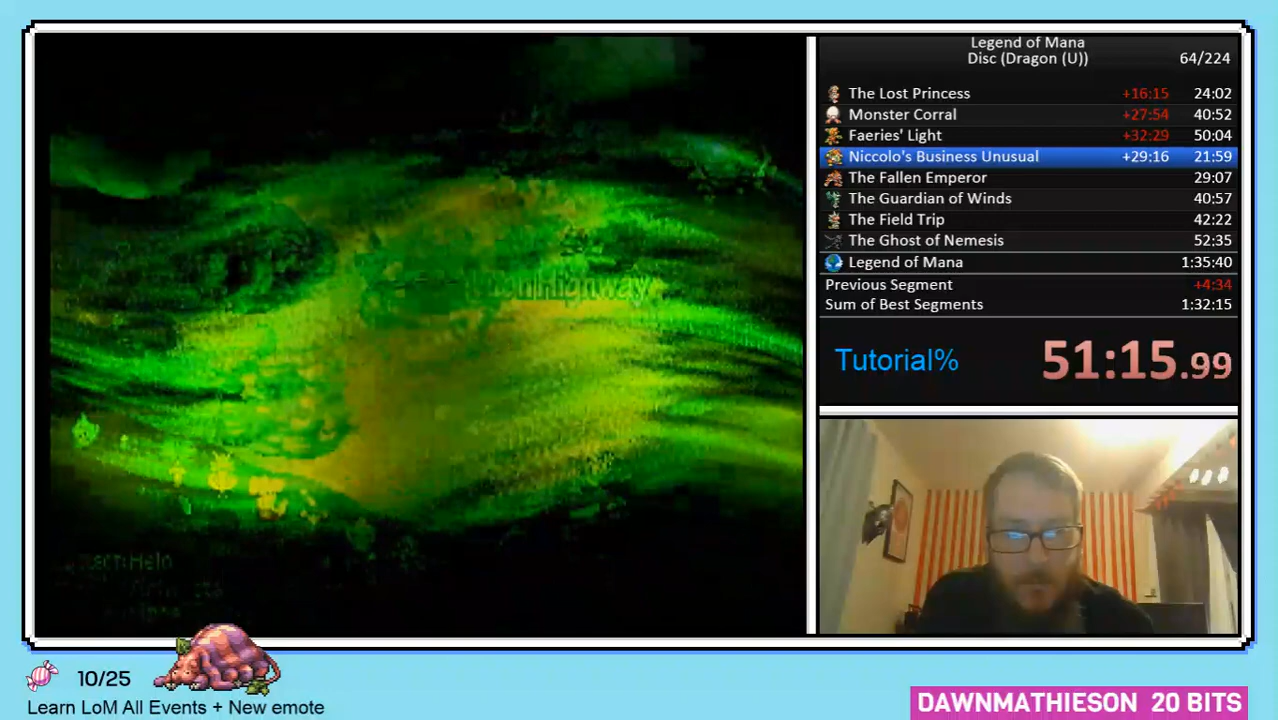 Legend of Mana
Disc (Dragon (U)) 64/224
The Lost Princess +16:15 24:02
Monster Corral +27:54 40:52
Faeries' Light +32:29 50:04
Niccolo's Business Unusual +29:16 21:59
The Fallen Emperor 29:07
The Guardian of Winds 40:57
The Field Trip 42:22
The Ghost of Nemesis 52:35
Legend of Mana 1:35:40
Previous Segment +4:34
Sum of Best Segments 1:32:15
Tutorial% 51:15.99
10/25
Learn LoM All Events + New emote
DAWNMATHIESON 20 BITS